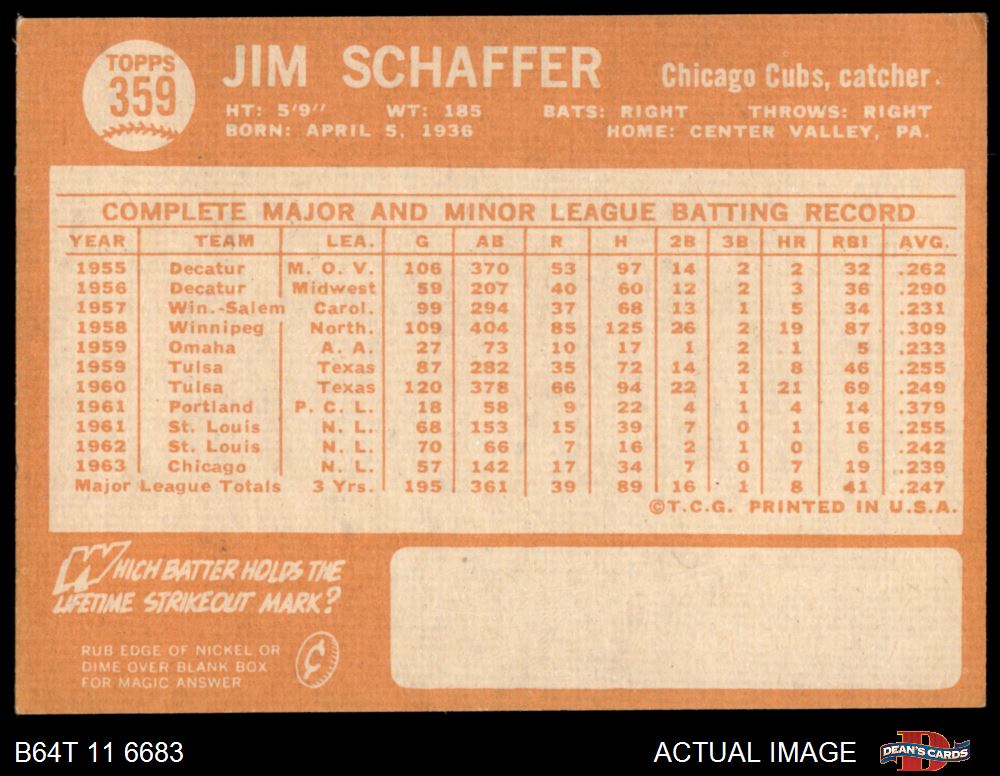 TOPPS
359
JIM SCHAFFER Chicago Cubs, catcher.
HT: 5'9" WT: 185 BATS: RIGHT THROWS: RIGHT
BORN: APRIL 5, 1936 HOME: CENTER VALLEY, PA.
COMPLETE MAJOR AND MINOR LEAGUE BATTING RECORD
YEAR TEAM LEA. G AB R H 2B 3B HR RBI AVG.
1955 Decatur M. O. V. 106 370 53 97 14 2 2 32 .262
1956 Decatur Midwest 59 207 40 60 12 2 3 36 .290
1957 Win.-Salem Carol. 99 294 37 68 13 1 5 34 .231
1958 Winnipeg North. 109 404 85 125 26 2 19 87 .309
1959 Omaha A. A. 27 73 10 17 1 2 1 5 .233
1959 Tulsa Texas 87 282 35 72 14 2 8 46 .255
1960 Tulsa Texas 120 378 66 94 22 1 21 69 .249
1961 Portland P. C. L. 18 58 9 22 4 1 4 14 .379
1961 St. Louis N. L. 68 153 15 39 7 0 1 16 .255
1962 St. Louis N. L. 70 66 7 16 2 1 0 6 .242
1963 Chicago N. L. 57 142 17 34 7 0 7 19 .239
Major League Totals 3 Yrs. 195 361 39 89 16 1 8 41 .247
©T.C.G. PRINTED IN U.S.A.
WHICH BATTER HOLDS THE
LIFETIME STRIKEOUT MARK?
RUB EDGE OF NICKEL OR
DIME OVER BLANK BOX
FOR MAGIC ANSWER
¢
B64T 11 6683 ACTUAL IMAGE D DEAN'S CARDS